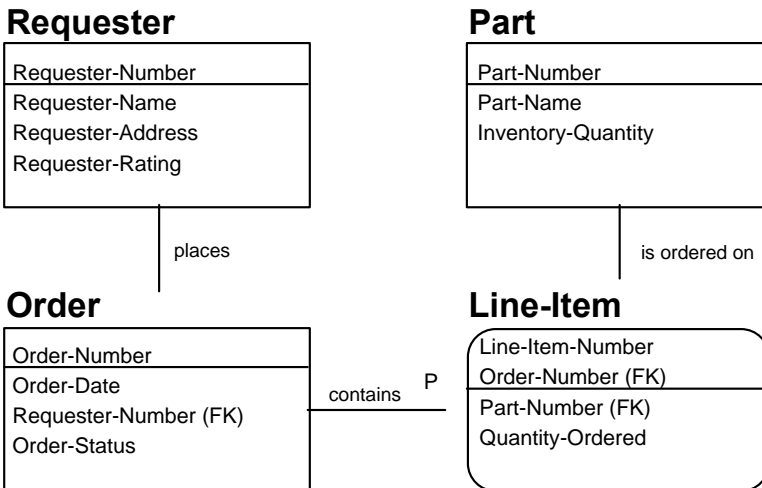 Requester
Requester-Number
Requester-Name
Requester-Address
Requester-Rating
Part
Part-Number
Part-Name
Inventory-Quantity
places
is ordered on
Order
Order-Number
Order-Date
Requester-Number (FK)
Order-Status
contains
P
Line-Item
Line-Item-Number
Order-Number (FK)
Part-Number (FK)
Quantity-Ordered